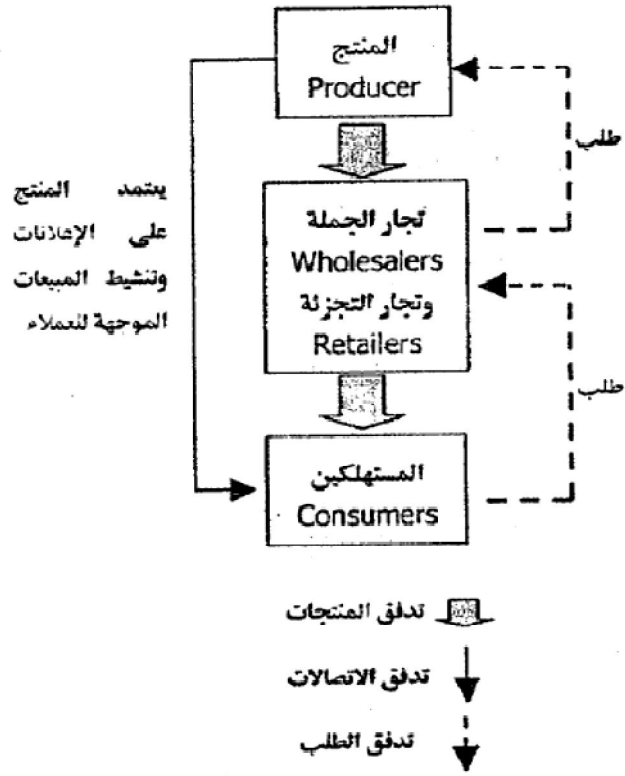 المنتج
Producer
طلب
يعتمد المنتج
على الإعلانات
وتنشيط المبيعات
الموجهة للعملاء
تجار الجملة
Wholesalers
وتجار التجزئة
Retailers
طلب
المستهلكين
Consumers
تدفق المنتجات
تدفق الاتصالات
تدفق الطلب